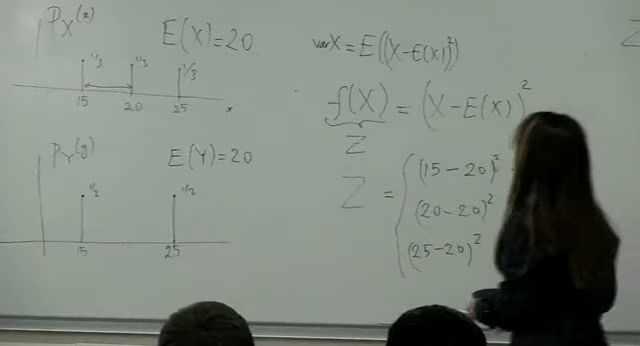 P_X(x)
E(X)=20
1/3 1/3 1/3
15 20 25 x
P_Y(y)
E(Y)=20
1/2 1/2
15 25
varX = E((X-E(X))²)
f(X) = (X-E(X))²
Z
Z = { (15-20)²
(20-20)²
(25-20)²